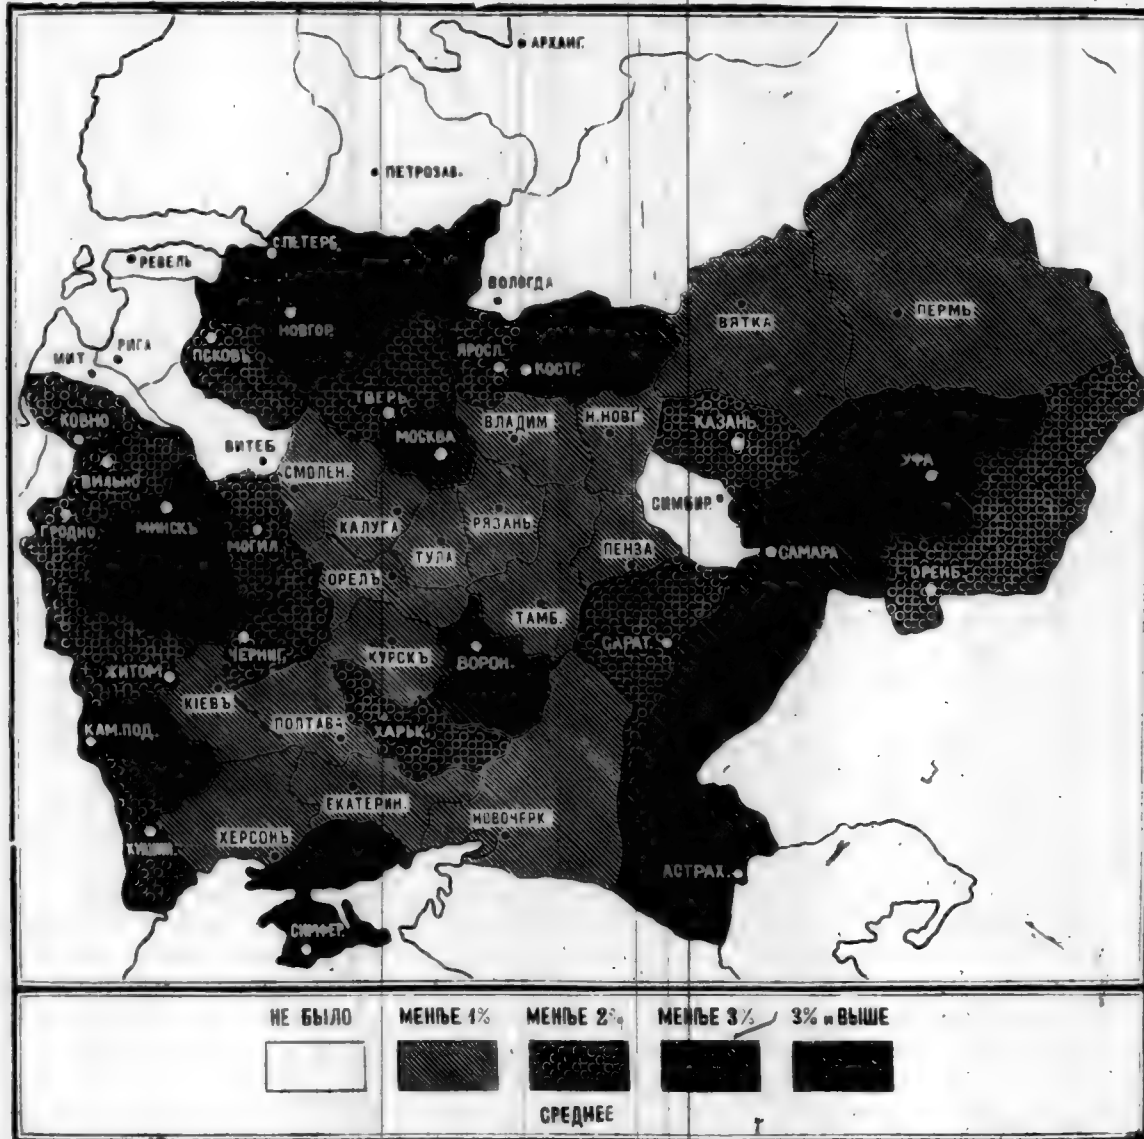 АРХАНГ.
ПЕТРОЗАВ.
С.ПЕТЕРБ.
РЕВЕЛЬ
ВОЛОГДА
НОВГОР.
ВЯТКА
ПЕРМЬ
ПСКОВЪ
РИГА
МИТ
ЯРОСЛ.
КОСТР.
ТВЕРЬ
КОВНО
ВЛАДИМ.
Н.НОВГ.
КАЗАНЬ
ВИТЕБ.
МОСКВА
ВИЛЬНО
СМОЛЕН.
УФА
СИМБИР.
МИНСКЪ
ГРОДНО
МОГИЛ.
КАЛУГА
РЯЗАНЬ
ТУЛА
ПЕНЗА
САМАРА
ОРЕЛЪ
ОРЕНБ.
ТАМБ.
ЧЕРНИГ.
КУРСКЪ
ВОРОН.
САРАТ.
ЖИТОМ.
КІЕВЪ
КАМ.ПОД.
ПОЛТАВА
ХАРЬК.
ЕКАТЕРИН.
НОВОЧЕРК.
ХЕРСОНЪ
КИШИН.
АСТРАХ.
СИМФЕР.
НЕ БЫЛО МЕНѢЕ 1% МЕНѢЕ 2% МЕНѢЕ 3% 3% и ВЫШЕ
СРЕДНЕЕ